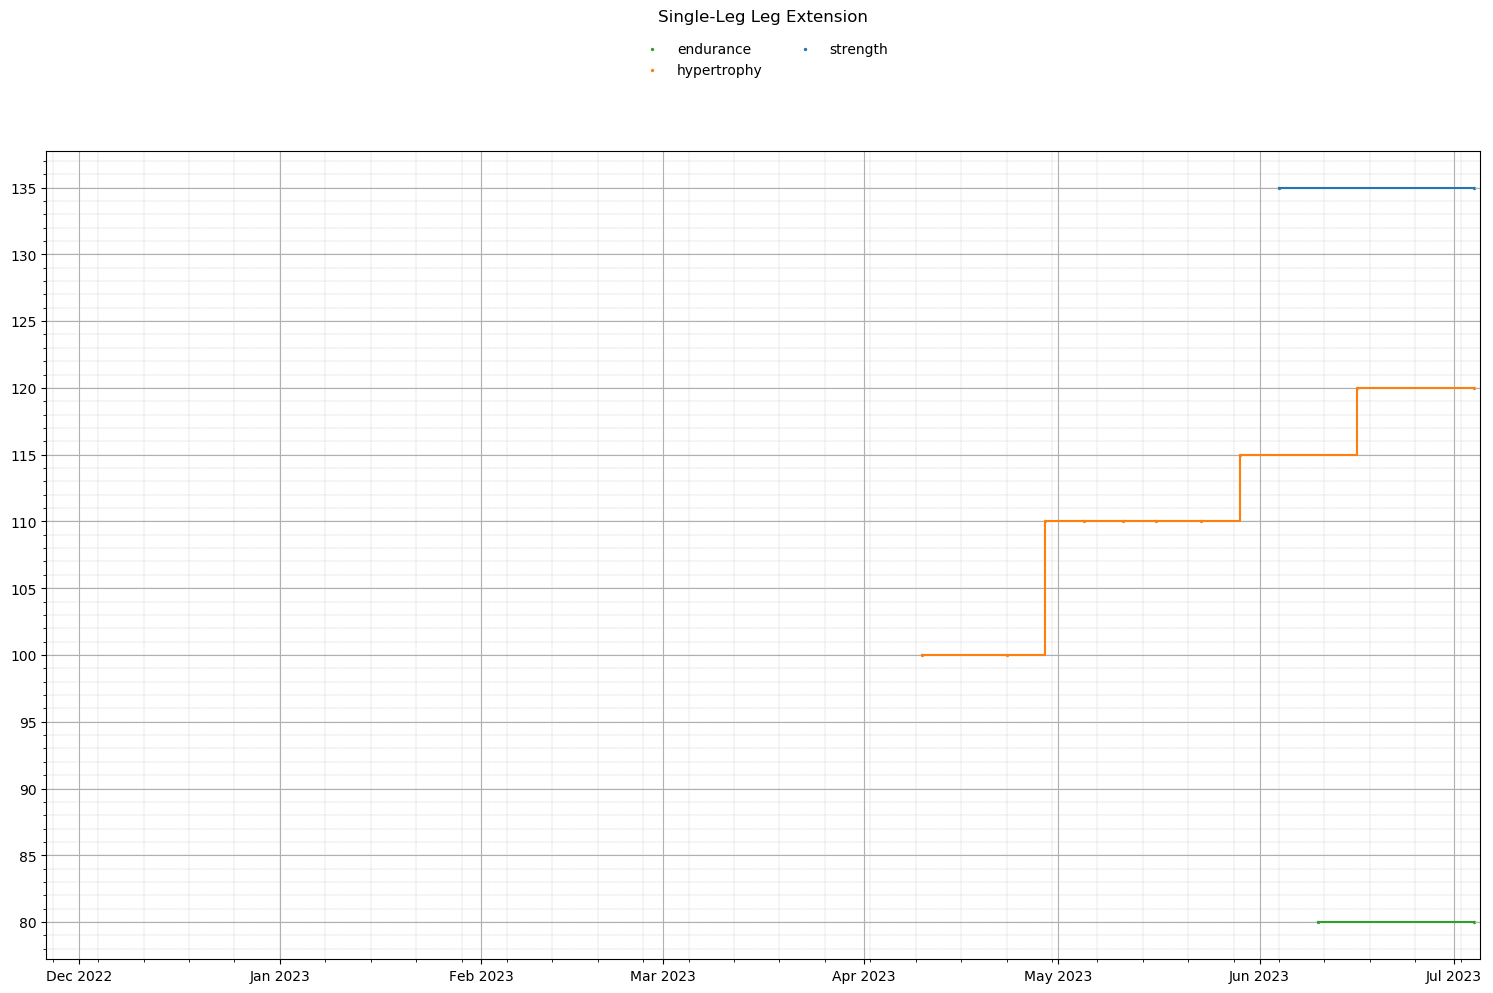 Single-Leg Leg Extension
endurance
hypertrophy
strength
135
130
125
120
115
110
105
100
95
90
85
80
Dec 2022
Jan 2023
Feb 2023
Mar 2023
Apr 2023
May 2023
Jun 2023
Jul 2023